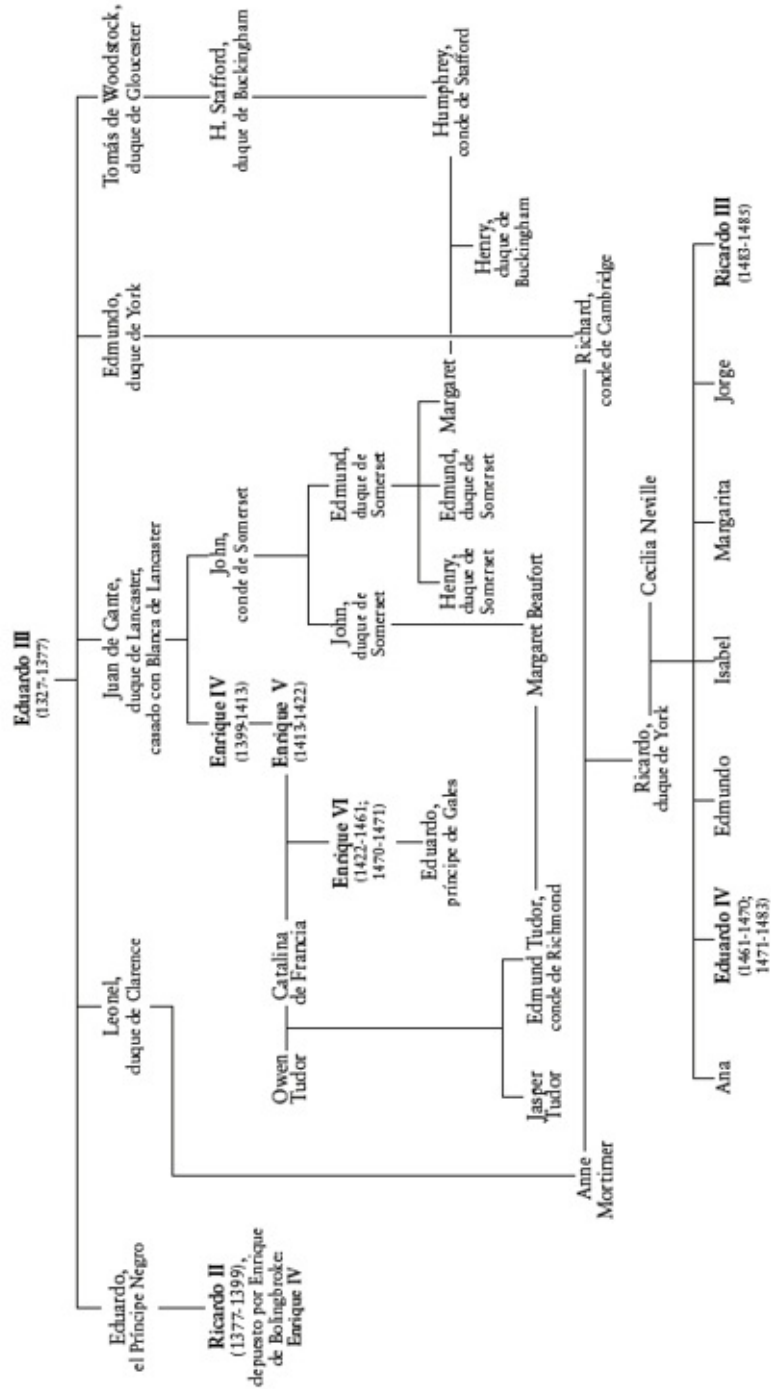 Eduardo III
(1327-1377)
Eduardo,
el Príncipe Negro
Leonel,
duque de Clarence
Juan de Gante,
duque de Lancaster,
casado con Blanca de Lancaster
Edmundo,
duque de York
Tomás de Woodstock,
duque de Gloucester
Ricardo II
(1377-1399),
depuesto por Enrique
de Bolingbroke:
Enrique IV
Enrique IV
(1399-1413)
John,
conde de Somerset
H. Stafford,
duque de Buckingham
Owen
Tudor
Catalina
de Francia
Enrique V
(1413-1422)
John,
duque de
Somerset
Edmund,
duque de
Somerset
Enrique VI
(1422-1461;
1470-1471)
Eduardo,
príncipe de Gales
Henry,
duque de
Somerset
Edmund,
duque de
Somerset
Margaret
Humphrey,
conde de Stafford
Henry,
duque de
Buckingham
Jasper
Tudor
Edmund Tudor,
conde de Richmond
Margaret Beaufort
Anne
Mortimer
Richard,
conde de Cambridge
Ricardo,
duque de York
Cecilia Neville
Ana
Eduardo IV
(1461-1470;
1471-1483)
Edmundo
Isabel
Margarita
Jorge
Ricardo III
(1483-1485)